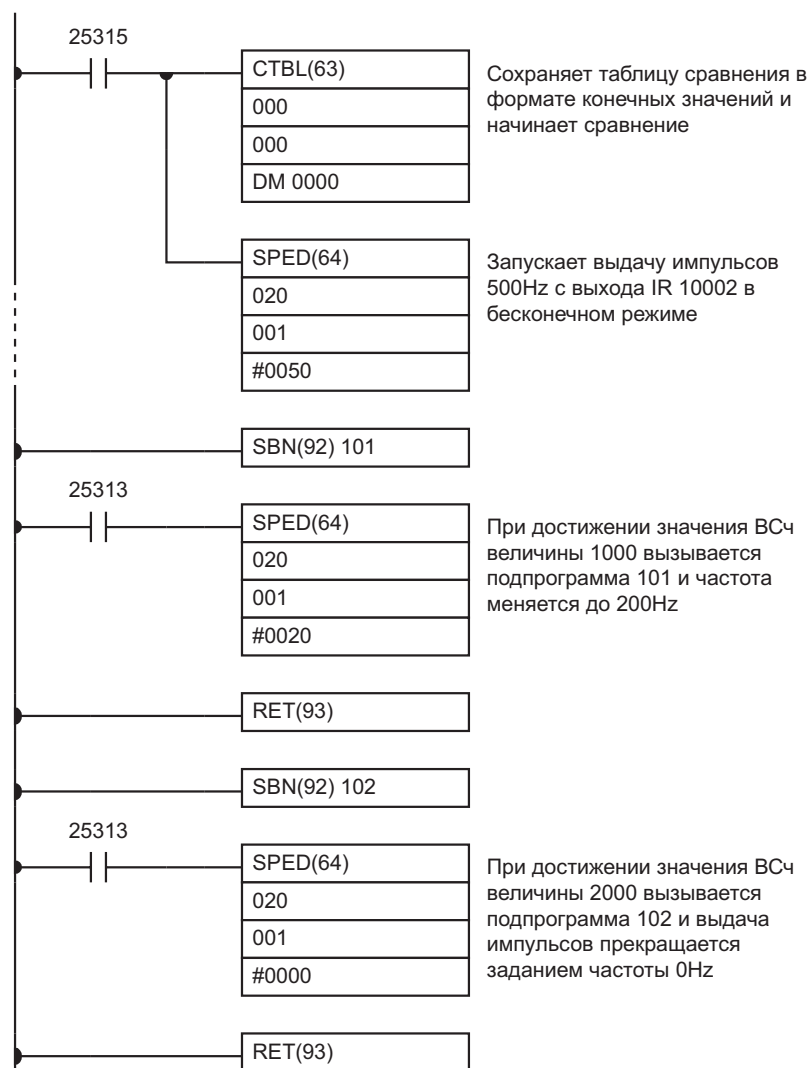 25315
CTBL(63)
000
000
DM 0000
Сохраняет таблицу сравнения в
формате конечных значений и
начинает сравнение
SPED(64)
020
001
#0050
Запускает выдачу импульсов
500Hz с выхода IR 10002 в
бесконечном режиме
SBN(92) 101
25313
SPED(64)
020
001
#0020
При достижении значения ВСч
величины 1000 вызывается
подпрограмма 101 и частота
меняется до 200Hz
RET(93)
SBN(92) 102
25313
SPED(64)
020
001
#0000
При достижении значения ВСч
величины 2000 вызывается
подпрограмма 102 и выдача
импульсов прекращается
заданием частоты 0Hz
RET(93)